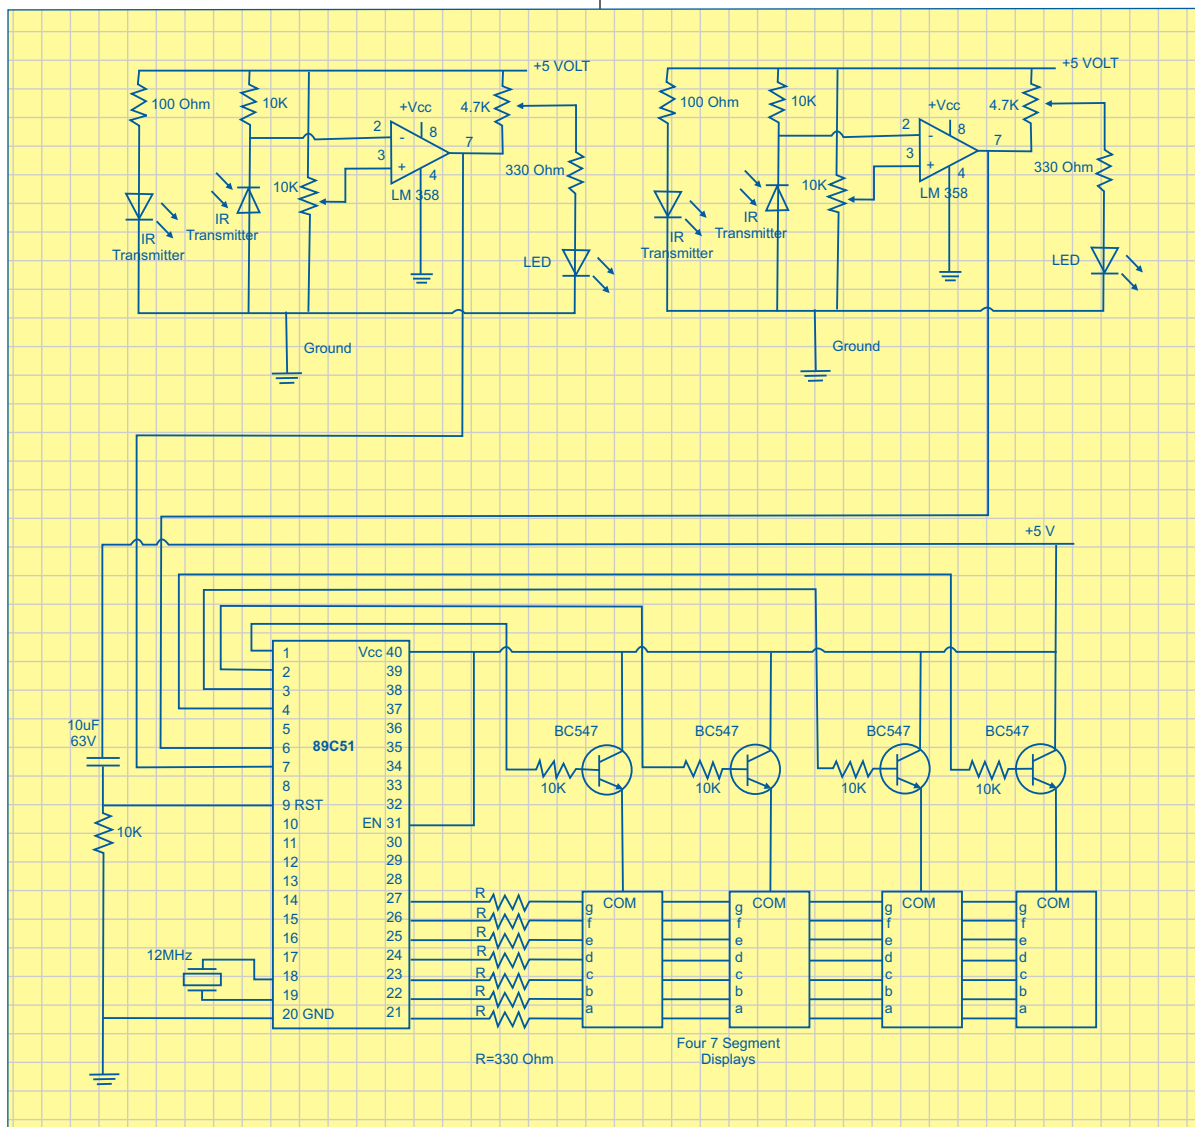 +5 VOLT
100 Ohm
10K
+Vcc
4.7K
2
8
7
-
3
+
4
LM 358
330 Ohm
10K
IR
Transmitter
IR
Transmitter
LED
Ground
+5 VOLT
100 Ohm
10K
+Vcc
4.7K
2
8
7
-
3
+
4
LM 358
330 Ohm
10K
IR
Transmitter
IR
Transmitter
LED
Ground
+5 V
1
2
3
4
5
6
7
8
9 RST
10
11
12
13
14
15
16
17
18
19
20 GND
89C51
Vcc 40
39
38
37
36
35
34
33
32
EN 31
30
29
28
27
26
25
24
23
22
21
10uF
63V
10K
12MHz
BC547
10K
BC547
10K
BC547
10K
BC547
10K
R
R
R
R
R
R
R
COM
g
f
e
d
c
b
a
COM
g
f
e
d
c
b
a
COM
g
f
e
d
c
b
a
COM
g
f
e
d
c
b
a
R=330 Ohm
Four 7 Segment
Displays